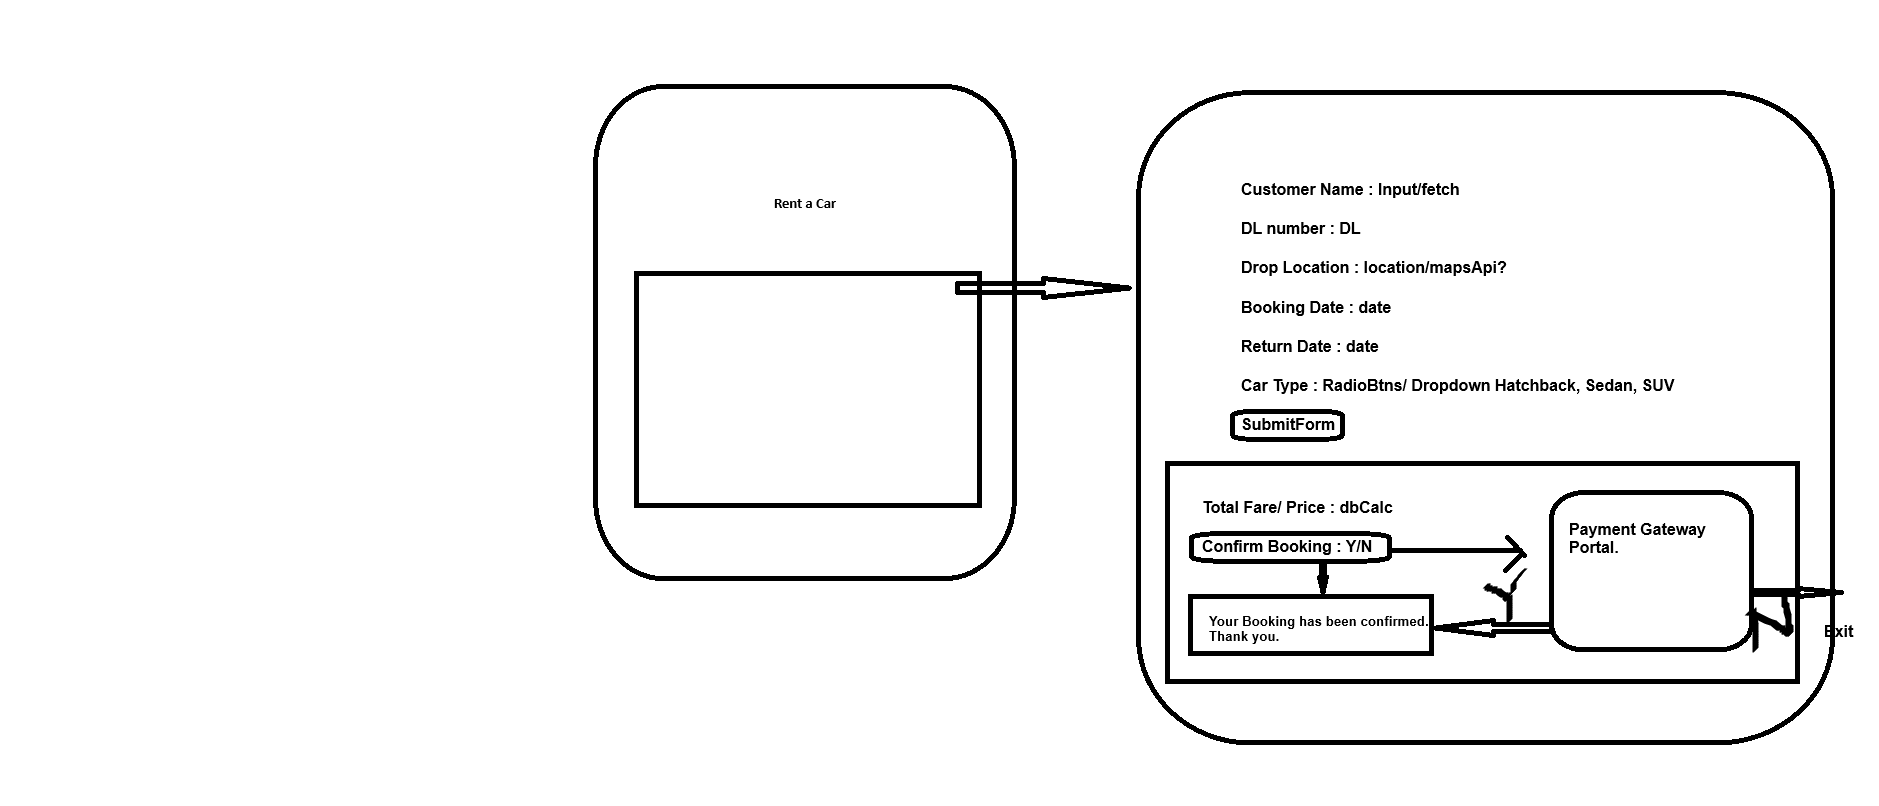 Rent a Car
Customer Name : Input/fetch
DL number : DL
Drop Location : location/mapsApi?
Booking Date : date
Return Date : date
Car Type : RadioBtns/ Dropdown Hatchback, Sedan, SUV
SubmitForm
Total Fare/ Price : dbCalc
Confirm Booking : Y/N
Payment Gateway
Portal.
Y
Your Booking has been confirmed.
Thank you.
N
Exit